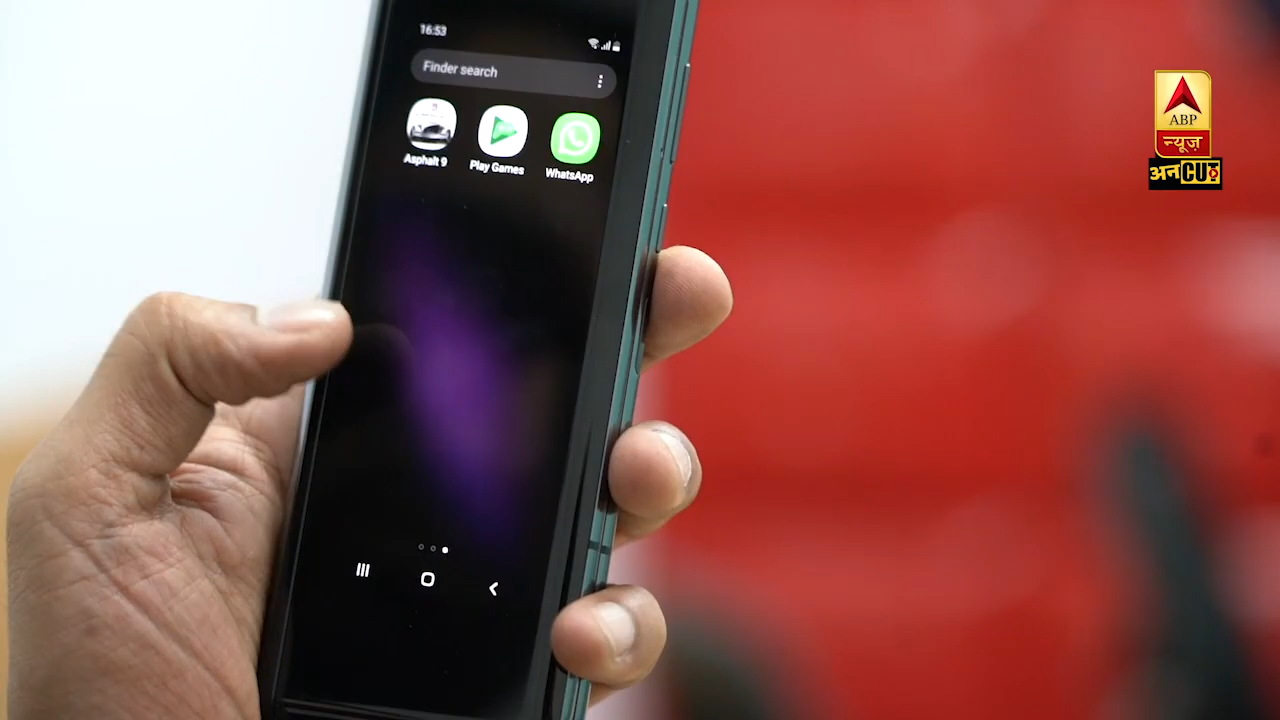 16:53
Finder search
Asphalt 9
Play Games
WhatsApp
ABP
न्यूज़
अनCUT